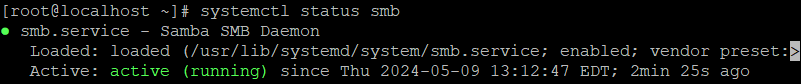 [root@localhost ~]# systemctl status smb
● smb.service - Samba SMB Daemon
Loaded: loaded (/usr/lib/systemd/system/smb.service; enabled; vendor preset:>
Active: active (running) since Thu 2024-05-09 13:12:47 EDT; 2min 25s ago